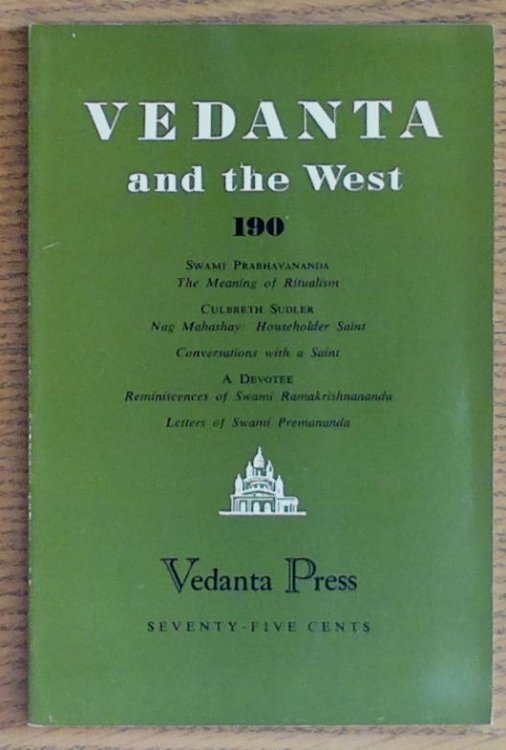 VEDANTA
and the West
190
SWAMI PRABHAVANANDA
The Meaning of Ritualism
CULBRETH SUDLER
Nag Mahashay: Householder Saint
Conversations with a Saint
A DEVOTEE
Reminiscences of Swami Ramakrishnananda
Letters of Swami Premananda
Vedanta Press
SEVENTY-FIVE CENTS